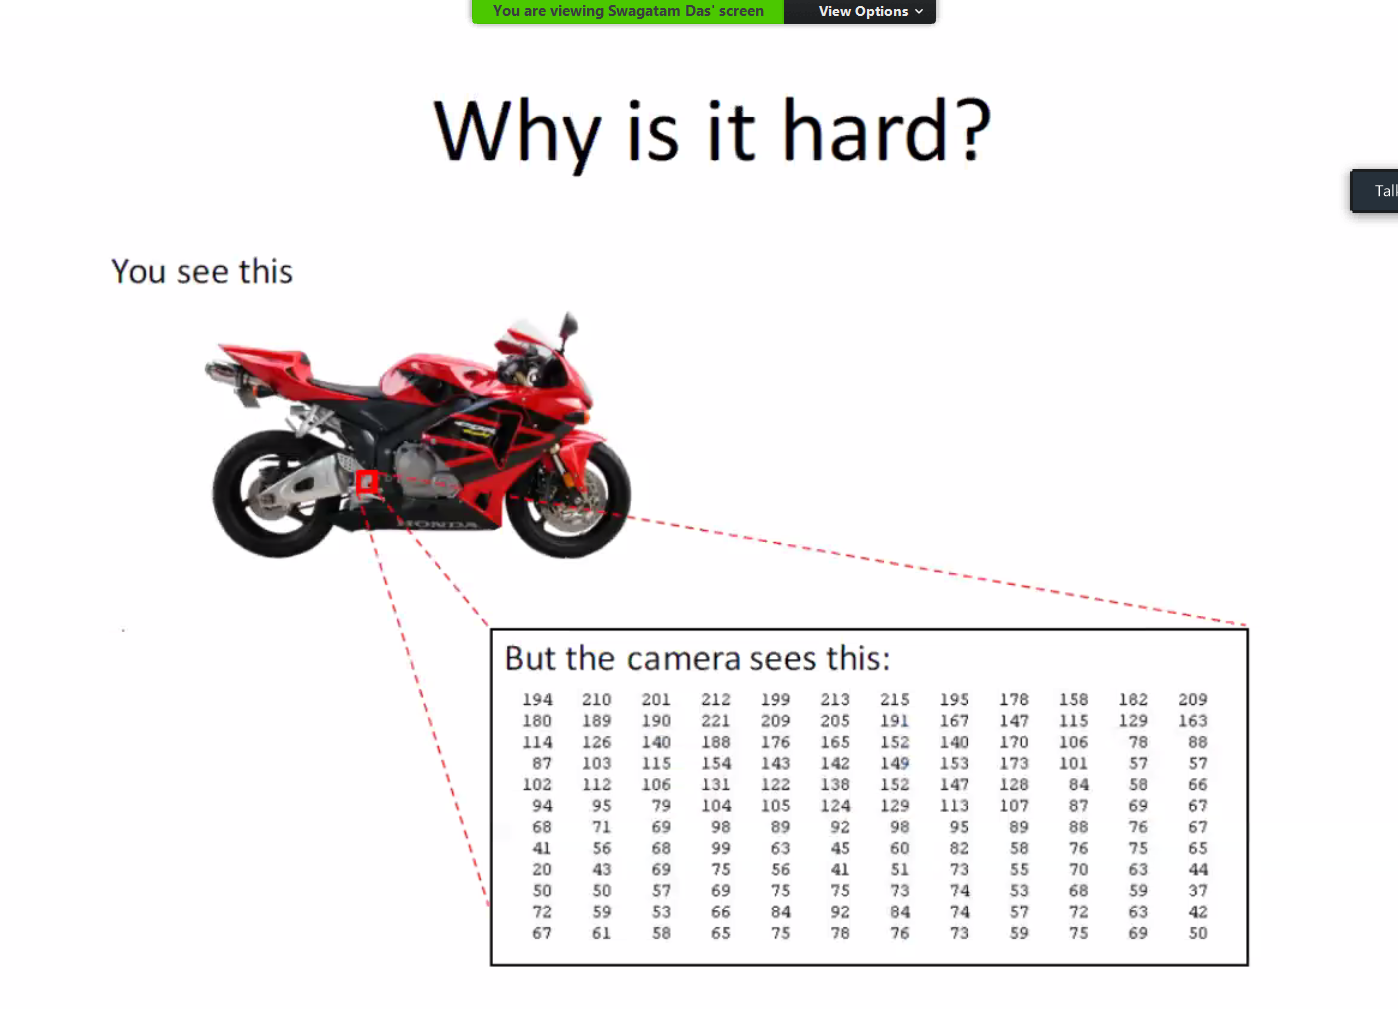 You are viewing Swagatam Das' screen View Options
Why is it hard?
Tal
You see this
HONDA
But the camera sees this:
194 210 201 212 199 213 215 195 178 158 182 209
180 189 190 221 209 205 191 167 147 115 129 163
114 126 140 188 176 165 152 140 170 106 78 88
87 103 115 154 143 142 149 153 173 101 57 57
102 112 106 131 122 138 152 147 128 84 58 66
94 95 79 104 105 124 129 113 107 87 69 67
68 71 69 98 89 92 98 95 89 88 76 67
41 56 68 99 63 45 60 82 58 76 75 65
20 43 69 75 56 41 51 73 55 70 63 44
50 50 57 69 75 75 73 74 53 68 59 37
72 59 53 66 84 92 84 74 57 72 63 42
67 61 58 65 75 78 76 73 59 75 69 50